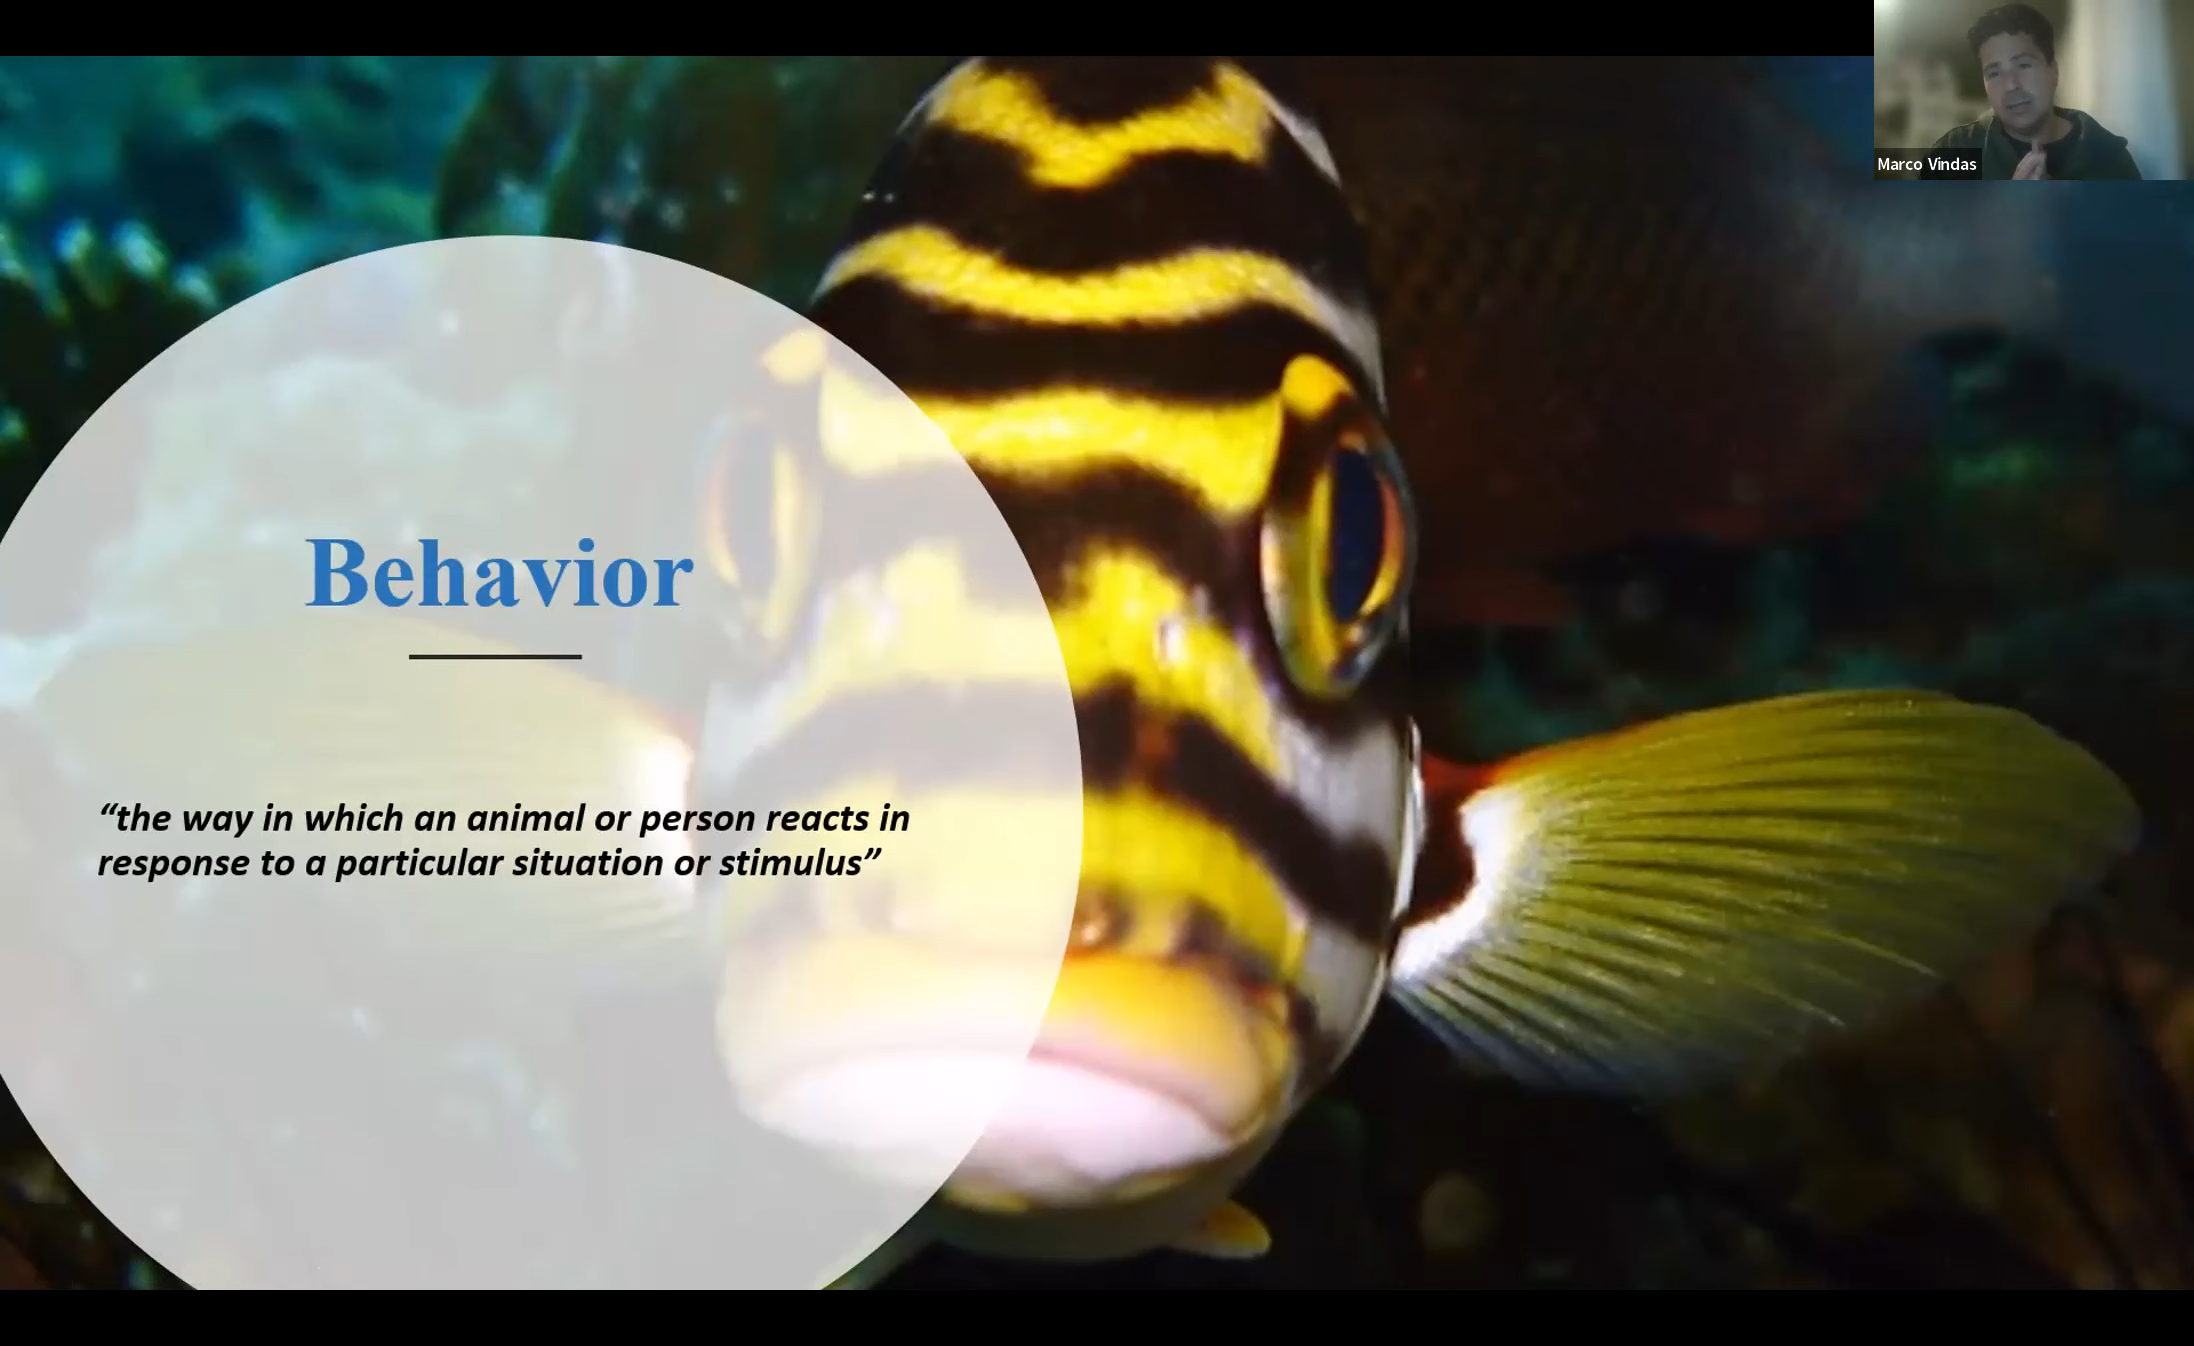 Marco Vindas
Behavior
“the way in which an animal or person reacts in
response to a particular situation or stimulus”